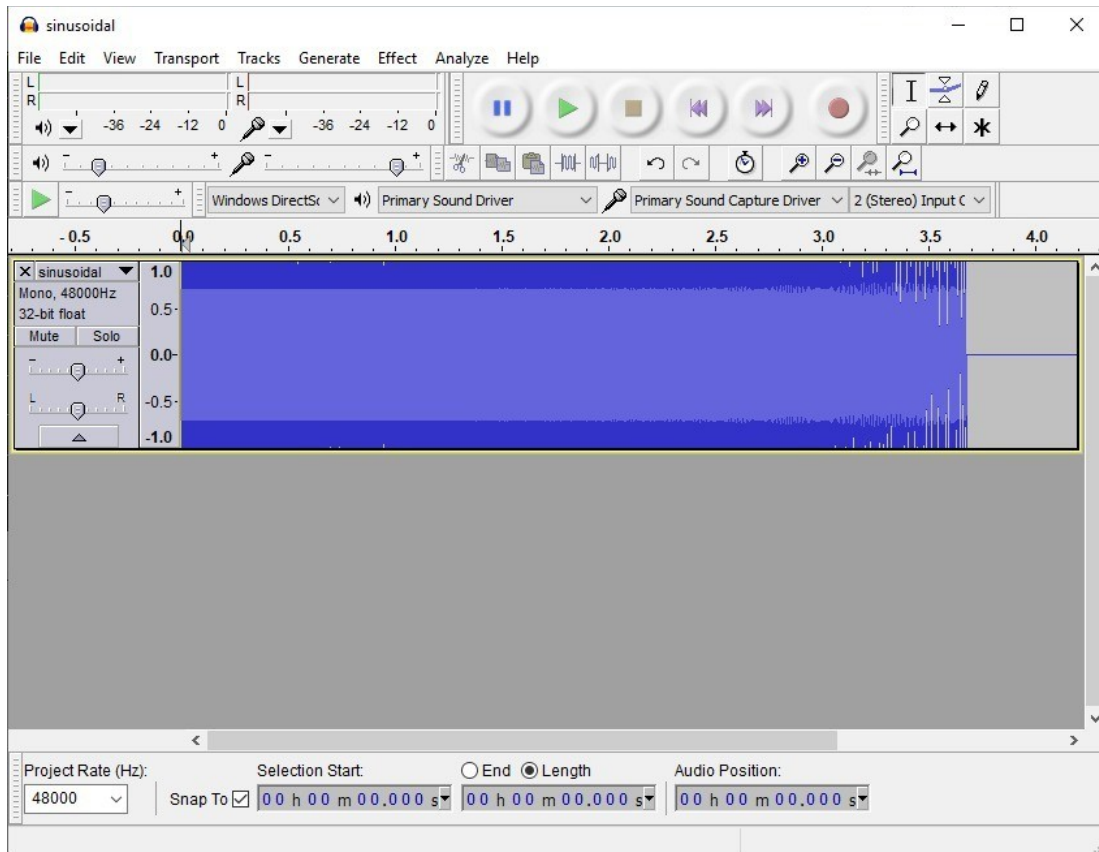 sinusoidal
File Edit View Transport Tracks Generate Effect Analyze Help
L L
R R
-36 -24 -12 0 -36 -24 -12 0
- + - +
- + Windows DirectSc Primary Sound Driver Primary Sound Capture Driver 2 (Stereo) Input C
- 0.5 0.0 0.5 1.0 1.5 2.0 2.5 3.0 3.5 4.0
X sinusoidal 1.0
Mono, 48000Hz
32-bit float 0.5-
Mute Solo
- + 0.0-
L R -0.5-
-1.0
Project Rate (Hz): Selection Start: End Length Audio Position:
48000 Snap To 00 h 00 m 00.000 s 00 h 00 m 00.000 s 00 h 00 m 00.000 s